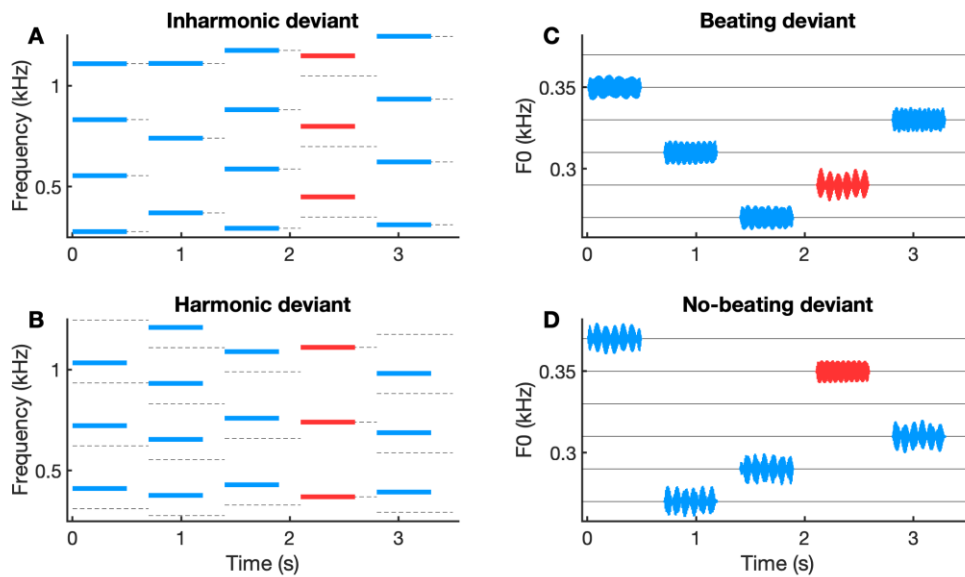 A
Inharmonic deviant
Frequency (kHz)
1
0.5
0 1 2 3
B
Harmonic deviant
Frequency (kHz)
1
0.5
0 1 2 3
Time (s)
C
Beating deviant
F0 (kHz)
0.35
0.3
0 1 2 3
D
No-beating deviant
F0 (kHz)
0.35
0.3
0 1 2 3
Time (s)